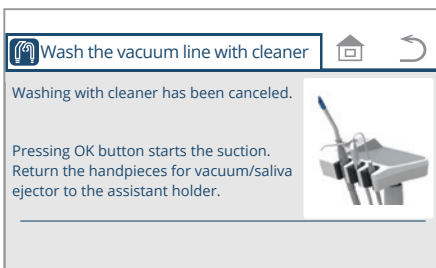 Wash the vacuum line with cleaner
Washing with cleaner has been canceled.
Pressing OK button starts the suction.
Return the handpieces for vacuum/saliva
ejector to the assistant holder.